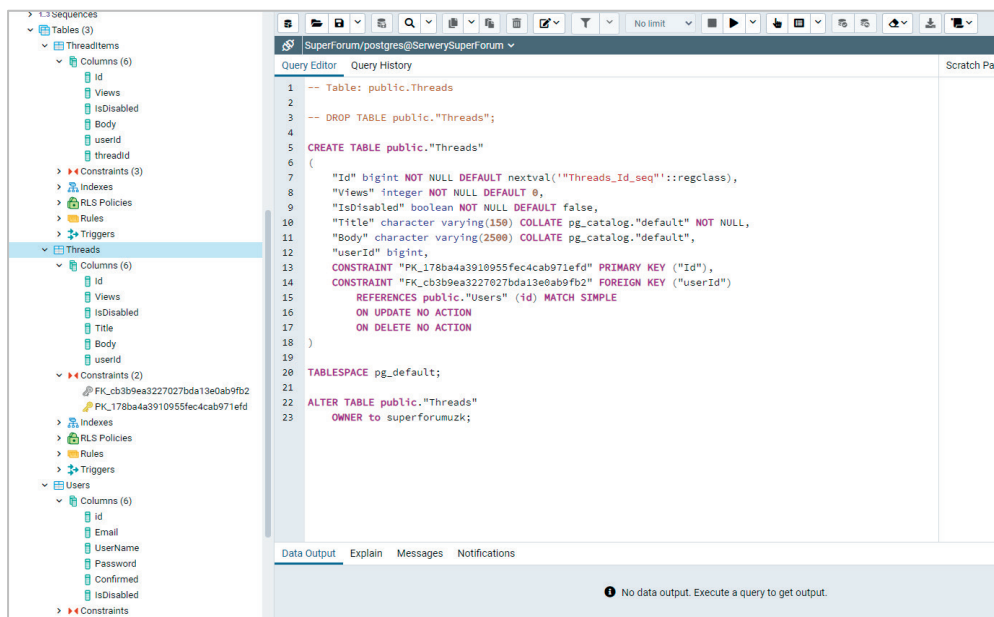 Sequences
Tables (3)
ThreadItems
Columns (6)
Id
Views
IsDisabled
Body
userId
threadId
Constraints (3)
Indexes
RLS Policies
Rules
Triggers
Threads
Columns (6)
Id
Views
IsDisabled
Title
Body
userId
Constraints (2)
FK_cb3b9ea3227027bda13e0ab9fb2
PK_178ba4a3910955fec4cab971efd
Indexes
RLS Policies
Rules
Triggers
Users
Columns (6)
id
Email
UserName
Password
Confirmed
IsDisabled
Constraints
No limit
SuperForum/postgres@SerwerySuperForum
Query Editor Query History Scratch Pa
1 -- Table: public.Threads
2
3 -- DROP TABLE public."Threads";
4
5 CREATE TABLE public."Threads"
6 (
7 "Id" bigint NOT NULL DEFAULT nextval('"Threads_Id_seq"'::regclass),
8 "Views" integer NOT NULL DEFAULT 0,
9 "IsDisabled" boolean NOT NULL DEFAULT false,
10 "Title" character varying(150) COLLATE pg_catalog."default" NOT NULL,
11 "Body" character varying(2500) COLLATE pg_catalog."default",
12 "userId" bigint,
13 CONSTRAINT "PK_178ba4a3910955fec4cab971efd" PRIMARY KEY ("Id"),
14 CONSTRAINT "FK_cb3b9ea3227027bda13e0ab9fb2" FOREIGN KEY ("userId")
15 REFERENCES public."Users" (id) MATCH SIMPLE
16 ON UPDATE NO ACTION
17 ON DELETE NO ACTION
18 )
19
20 TABLESPACE pg_default;
21
22 ALTER TABLE public."Threads"
23 OWNER to superforumuzk;
Data Output Explain Messages Notifications
No data output. Execute a query to get output.